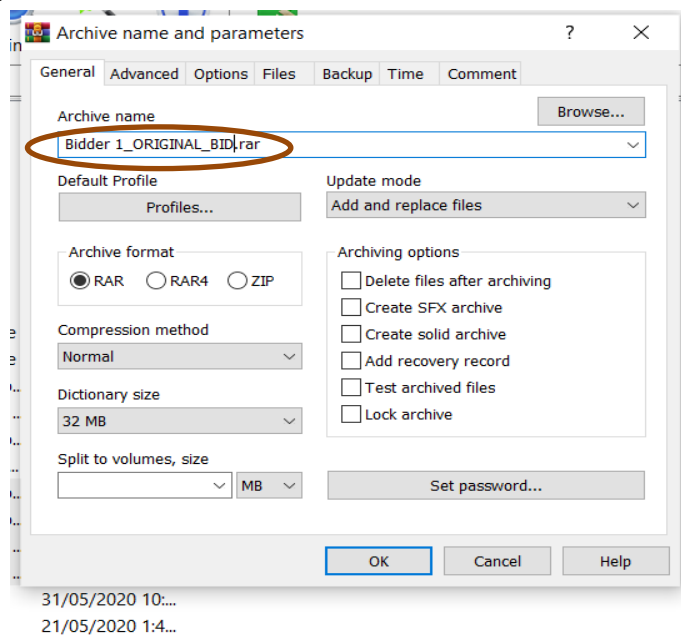 Archive name and parameters
?
in
General Advanced Options Files Backup Time Comment
Archive name
Browse...
Bidder 1_ORIGINAL_BID.rar
Default Profile
Update mode
Profiles...
Add and replace files
Archive format
RAR RAR4 ZIP
Archiving options
Delete files after archiving
Create SFX archive
Create solid archive
Add recovery record
Test archived files
Lock archive
Compression method
Normal
Dictionary size
32 MB
Split to volumes, size
MB
Set password...
OK Cancel Help
31/05/2020 10:...
21/05/2020 1:4...